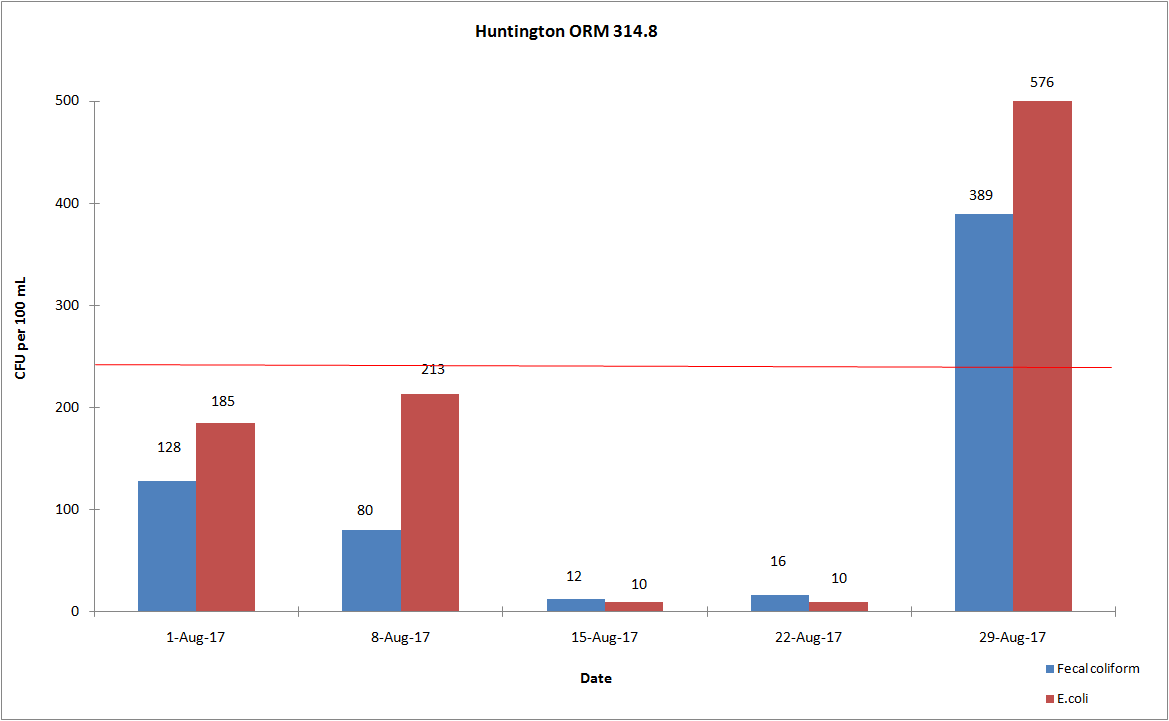 Huntington ORM 314.8
500
400
300
200
100
0
CFU per 100 mL
128
185
80
213
12
10
16
10
389
576
1-Aug-17
8-Aug-17
15-Aug-17
22-Aug-17
29-Aug-17
Date
Fecal coliform
E.coli